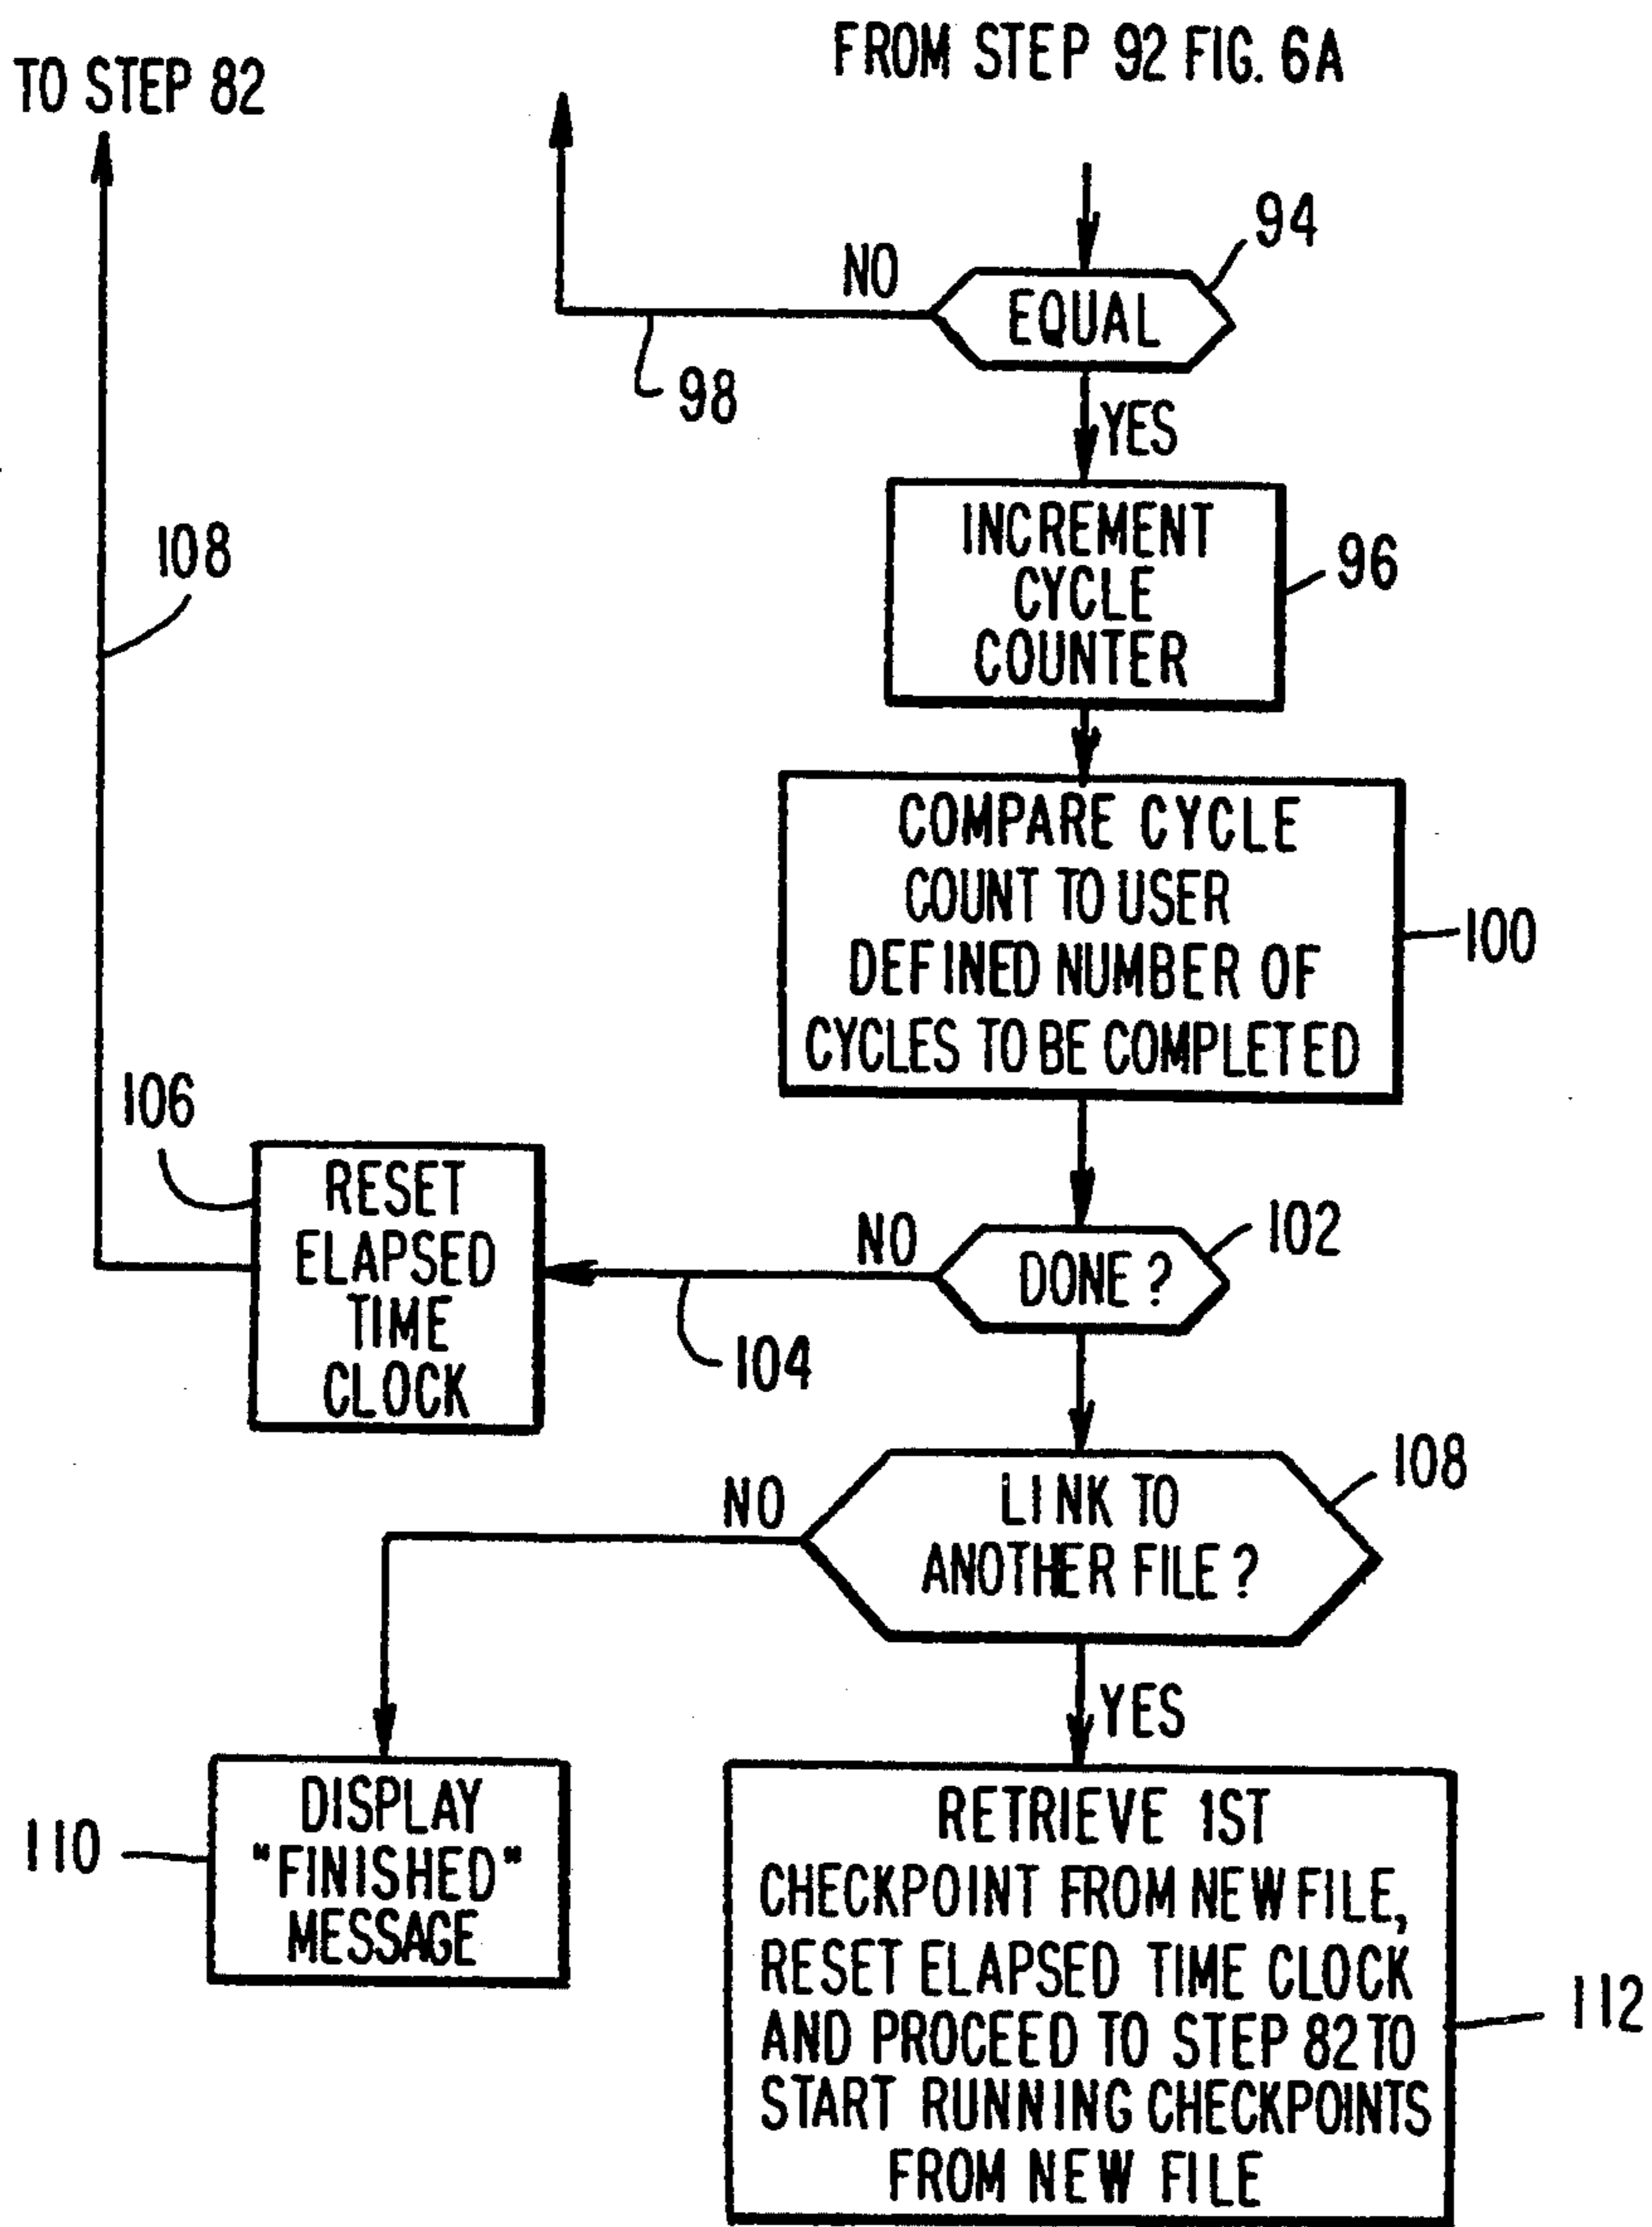 FROM STEP 92 FIG. 6A
TO STEP 82
94
NO
EQUAL
98
YES
INCREMENT
CYCLE
COUNTER
96
108
COMPARE CYCLE
COUNT TO USER
DEFINED NUMBER OF
CYCLES TO BE COMPLETED
100
106
RESET
ELAPSED
TIME
CLOCK
NO
104
DONE ?
102
LINK TO
ANOTHER FILE ?
108
NO
YES
DISPLAY
"FINISHED"
MESSAGE
110
RETRIEVE 1ST
CHECKPOINT FROM NEW FILE,
RESET ELAPSED TIME CLOCK
AND PROCEED TO STEP 82 TO
START RUNNING CHECKPOINTS
FROM NEW FILE
112